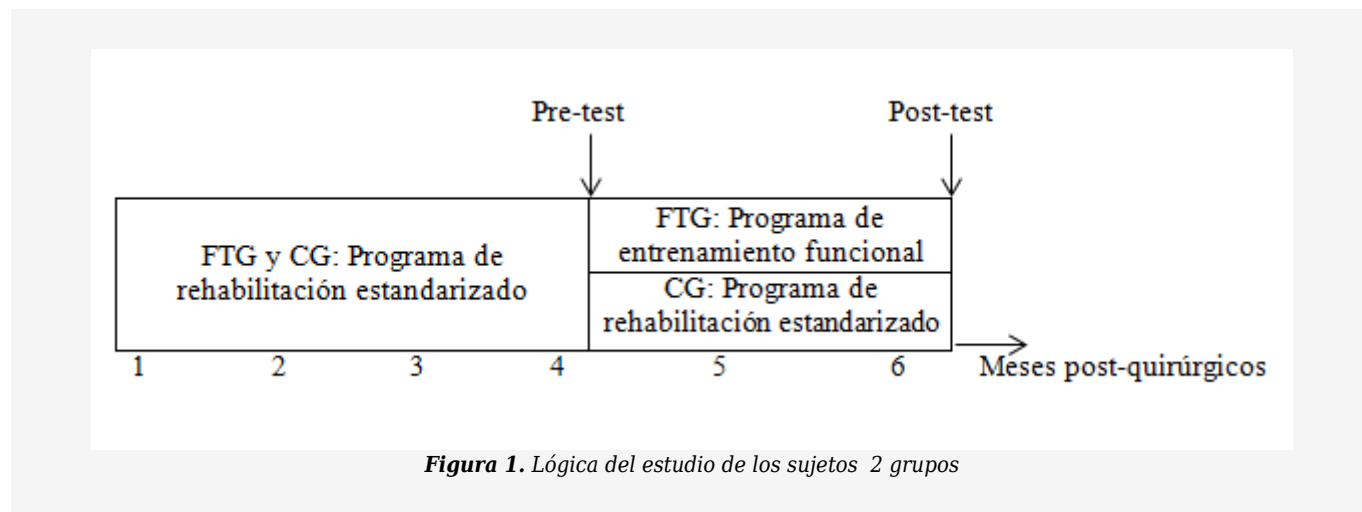 Pre-test
Post-test
FTG y CG: Programa de
rehabilitación estandarizado
FTG: Programa de
entrenamiento funcional
CG: Programa de
rehabilitación estandarizado
1 2 3 4 5 6 Meses post-quirúrgicos
Figura 1. Lógica del estudio de los sujetos 2 grupos